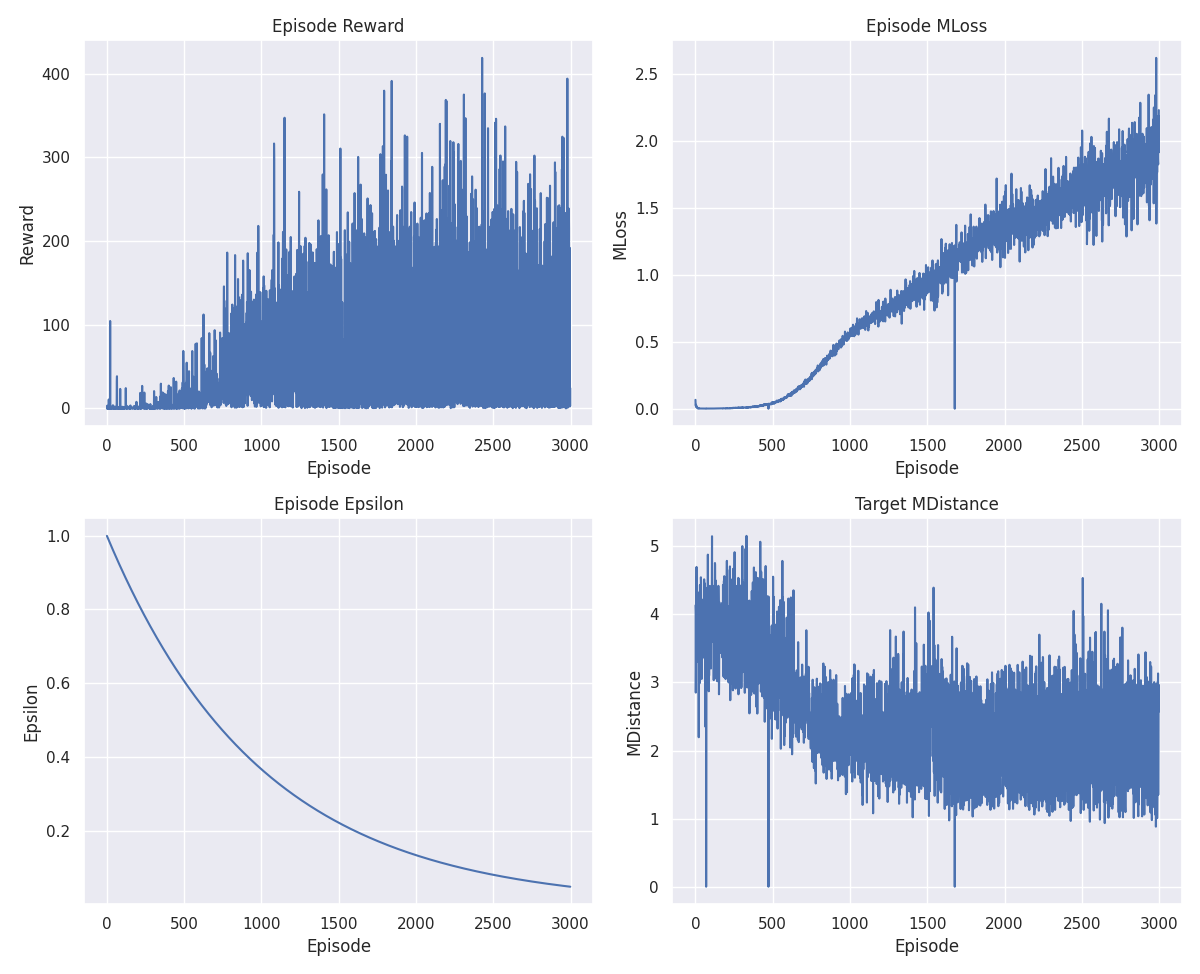 Episode Reward
400
300
200
100
0
Reward
0 500 1000 1500 2000 2500 3000
Episode
Episode MLoss
2.5
2.0
1.5
1.0
0.5
0.0
MLoss
0 500 1000 1500 2000 2500 3000
Episode
Episode Epsilon
1.0
0.8
0.6
0.4
0.2
Epsilon
0 500 1000 1500 2000 2500 3000
Episode
Target MDistance
5
4
3
2
1
0
MDistance
0 500 1000 1500 2000 2500 3000
Episode